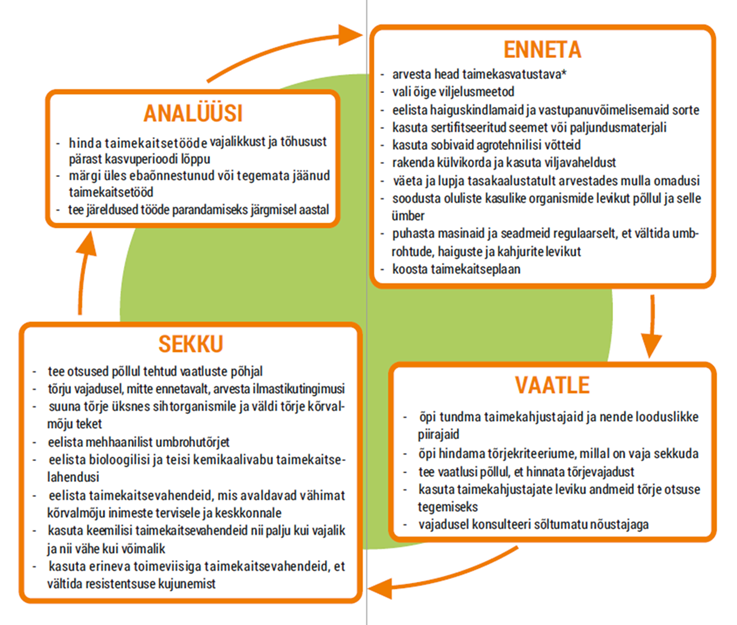 ENNETA
- arvesta head taimekasvatustava*
- vali õige viljelusmeetod
- eelista haiguskindlamaid ja vastupanuvõimelisemaid sorte
- kasuta sertifitseeritud seemet või paljundusmaterjali
- kasuta sobivaid agrotehnilisi võtteid
- rakenda külvikorda ja kasuta viljavaheldust
- väeta ja lupja tasakaalustatult arvestades mulla omadusi
- soodusta oluliste kasulike organismide levikut põllul ja selle
ümber
- puhasta masinaid ja seadmeid regulaarselt, et vältida umb-
rohtude, haiguste ja kahjurite levikut
- koosta taimekaitseplaan
VAATLE
- õpi tundma taimekahjustajaid ja nende looduslikke
piirajaid
- õpi hindama tõrjekriteeriume, millal on vaja sekkuda
- tee vaatlusi põllul, et hinnata tõrjevajadust
- kasuta taimekahjustajate leviku andmeid tõrje otsuse
tegemiseks
- vajadusel konsulteeri sõltumatu nõustajaga
SEKKU
- tee otsused põllul tehtud vaatluste põhjal
- tõrju vajadusel, mitte ennetavalt, arvesta ilmastikutingimusi
- suuna tõrje üksnes sihtorganismile ja väldi tõrje kõrval-
mõju teket
- eelista mehhaanilist umbrohutõrjet
- eelista bioloogilisi ja teisi kemikaalivabu taimekaitse-
lahendusi
- eelista taimekaitsevahendeid, mis avaldavad vähimat
kõrvalmõju inimeste tervisele ja keskkonnale
- kasuta keemilisi taimekaitsevahendeid nii palju kui vajalik
ja nii vähe kui võimalik
- kasuta erineva toimeviisiga taimekaitsevahendeid, et
vältida resistentsuse kujunemist
ANALÜÜSI
- hinda taimekaitsetööde vajalikkust ja tõhusust
pärast kasvuperioodi lõppu
- märgi üles ebaõnnestunud või tegemata jäänud
taimekaitsetööd
- tee järeldused tööde parandamiseks järgmisel aastal